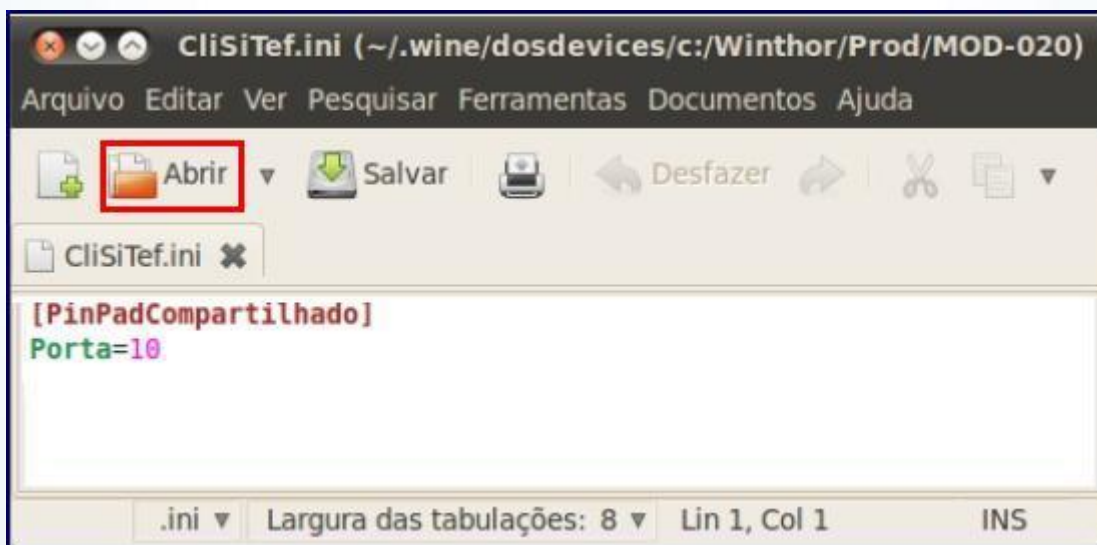 CliSiTef.ini (~/.wine/dosdevices/c:/Winthor/Prod/MOD-020)
Arquivo Editar Ver Pesquisar Ferramentas Documentos Ajuda
Abrir Salvar Desfazer
CliSiTef.ini
[PinPadCompartilhado]
Porta=10
.ini Largura das tabulações: 8 Lin 1, Col 1 INS